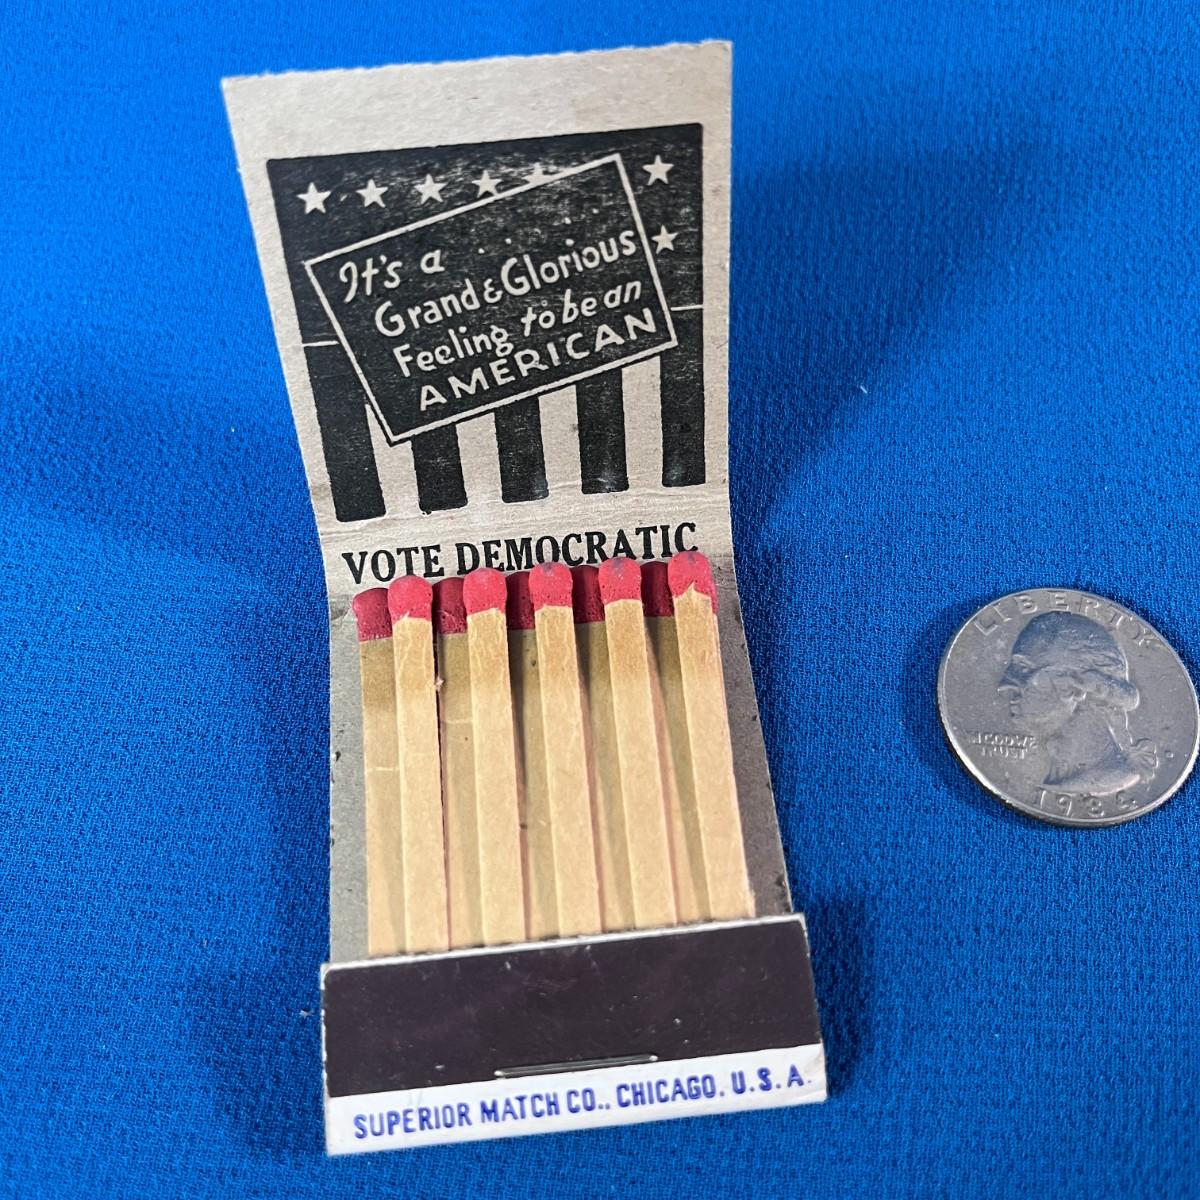 It's a
Grand & Glorious
Feeling to be an
AMERICAN
VOTE DEMOCRATIC
SUPERIOR MATCH CO., CHICAGO, U.S.A.
LIBERTY
IN GOD WE
TRUST